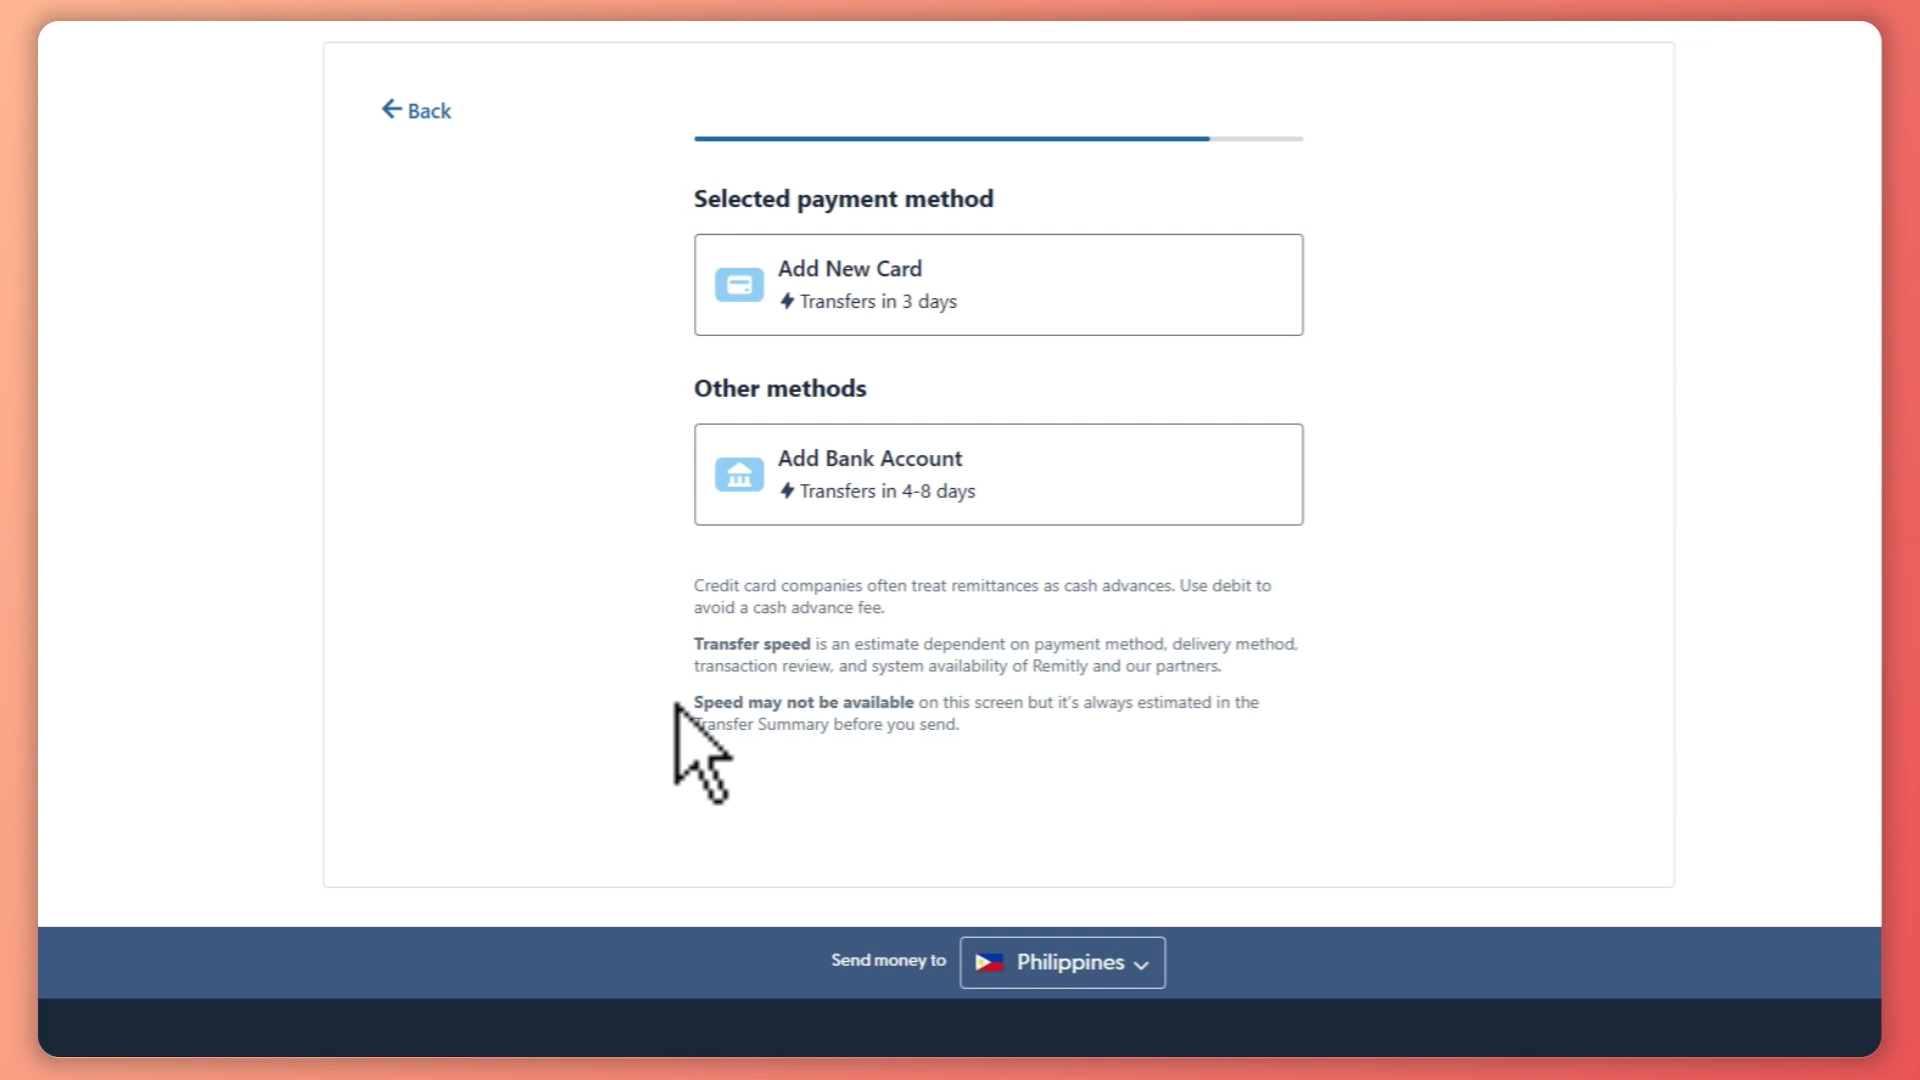 Back
Selected payment method
Add New Card
Transfers in 3 days
Other methods
Add Bank Account
Transfers in 4-8 days
Credit card companies often treat remittances as cash advances. Use debit to
avoid a cash advance fee.
Transfer speed is an estimate dependent on payment method, delivery method,
transaction review, and system availability of Remitly and our partners.
Speed may not be available on this screen but it's always estimated in the
Transfer Summary before you send.
Send money to
Philippines